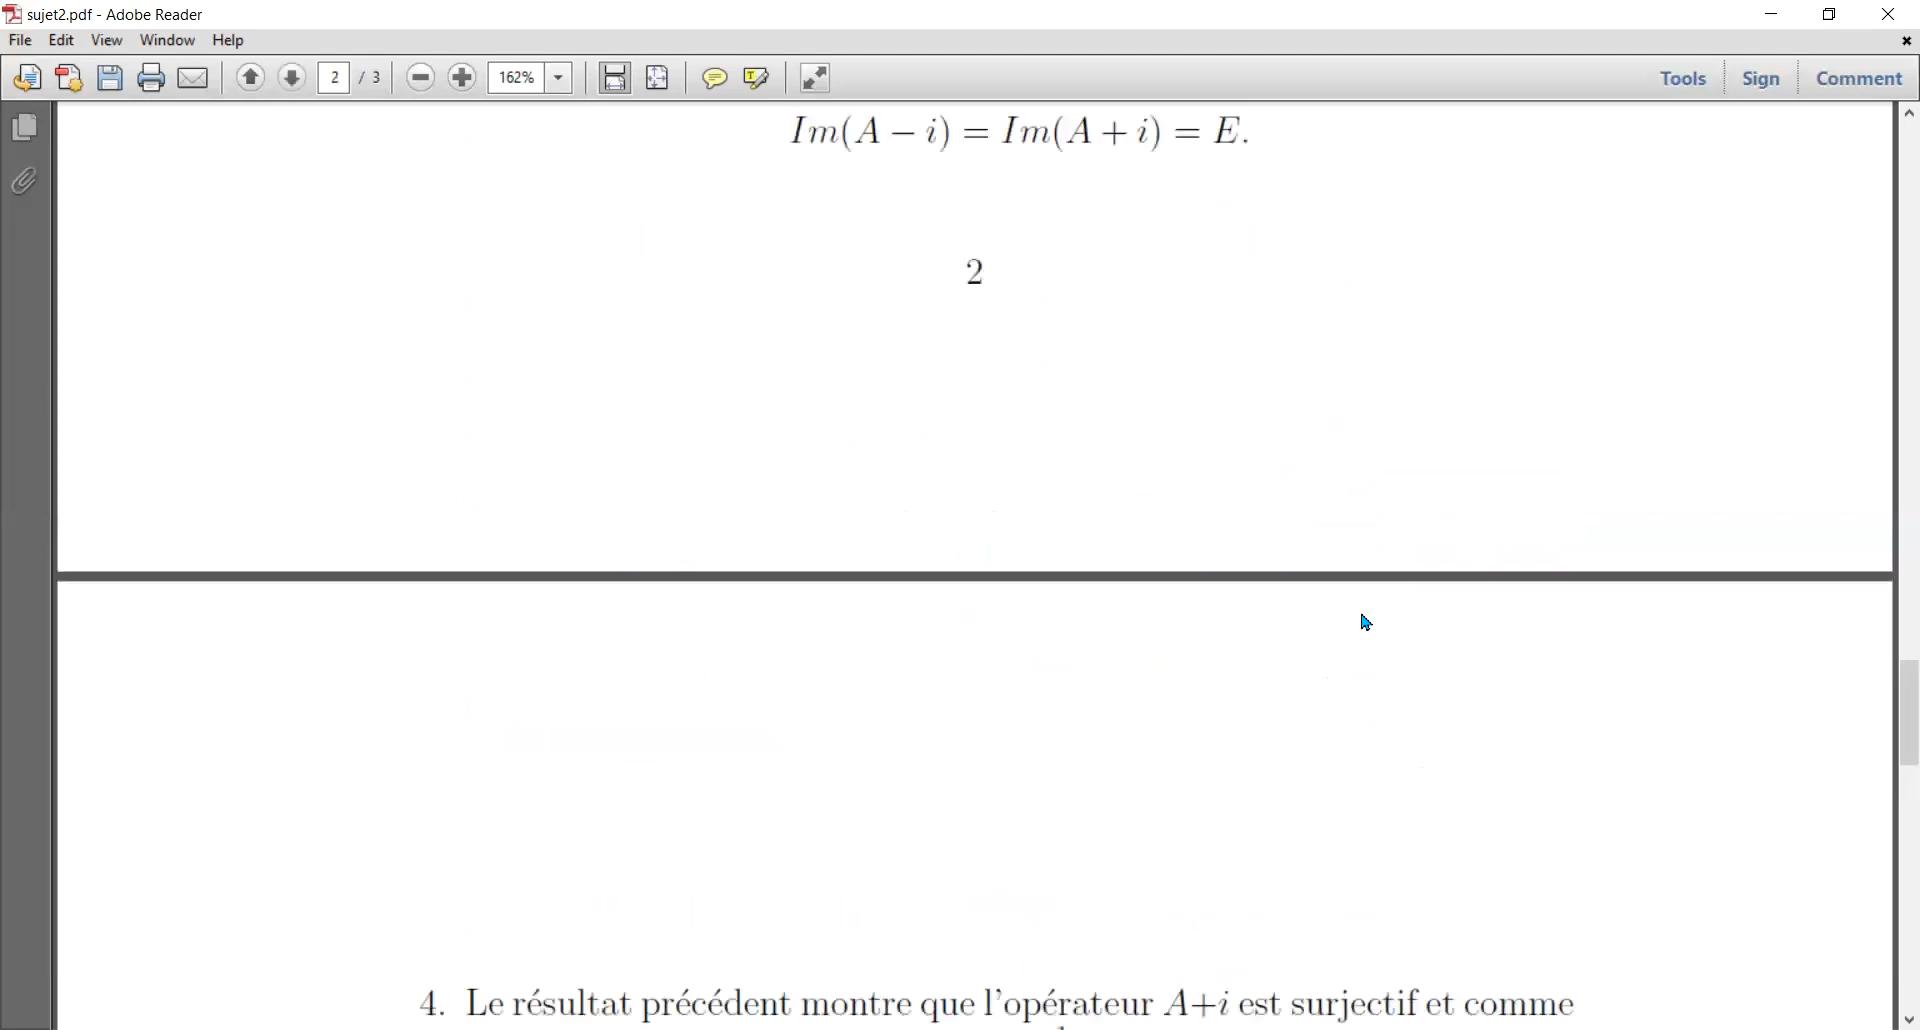 sujet2.pdf - Adobe Reader
File Edit View Window Help
2 / 3 162% Tools Sign Comment
Im(A − i) = Im(A + i) = E.
2
4. Le résultat précédent montre que l'opérateur A+i est surjectif et comme